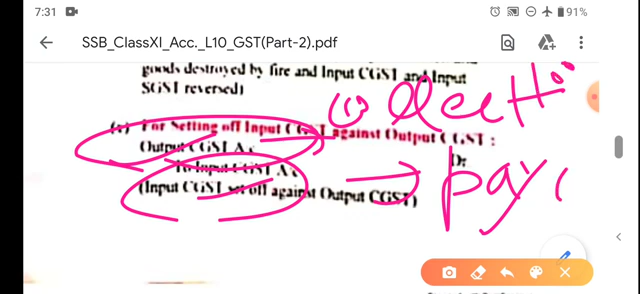 7:31
91%
SSB_ClassXI_Acc._L10_GST(Part-2).pdf
goods destroyed by fire and Input CGST and Input
SGST reversed)
For Setting off Input CGST against Output CGST :
Output CGST A/c Dr
To Input CGST A/c
(Input CGST set off against Output CGST)